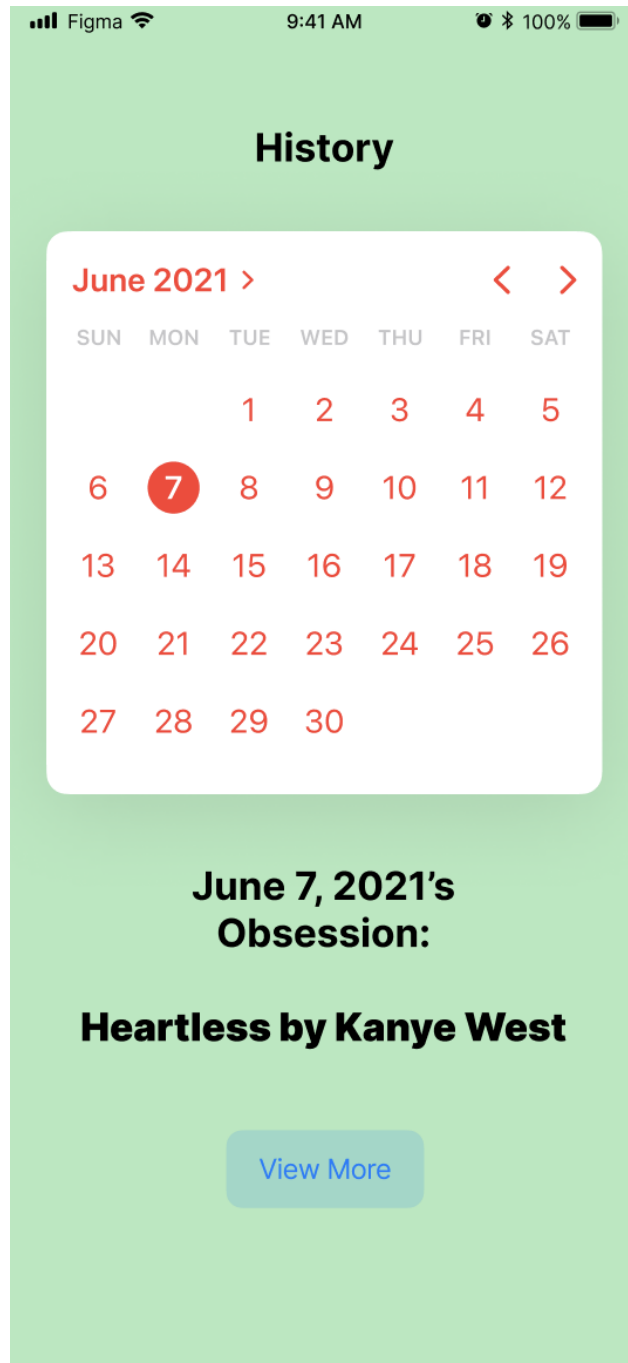 Figma 9:41 AM 100%
History
June 2021
SUN MON TUE WED THU FRI SAT
1 2 3 4 5
6 7 8 9 10 11 12
13 14 15 16 17 18 19
20 21 22 23 24 25 26
27 28 29 30
June 7, 2021’s
Obsession:
Heartless by Kanye West
View More